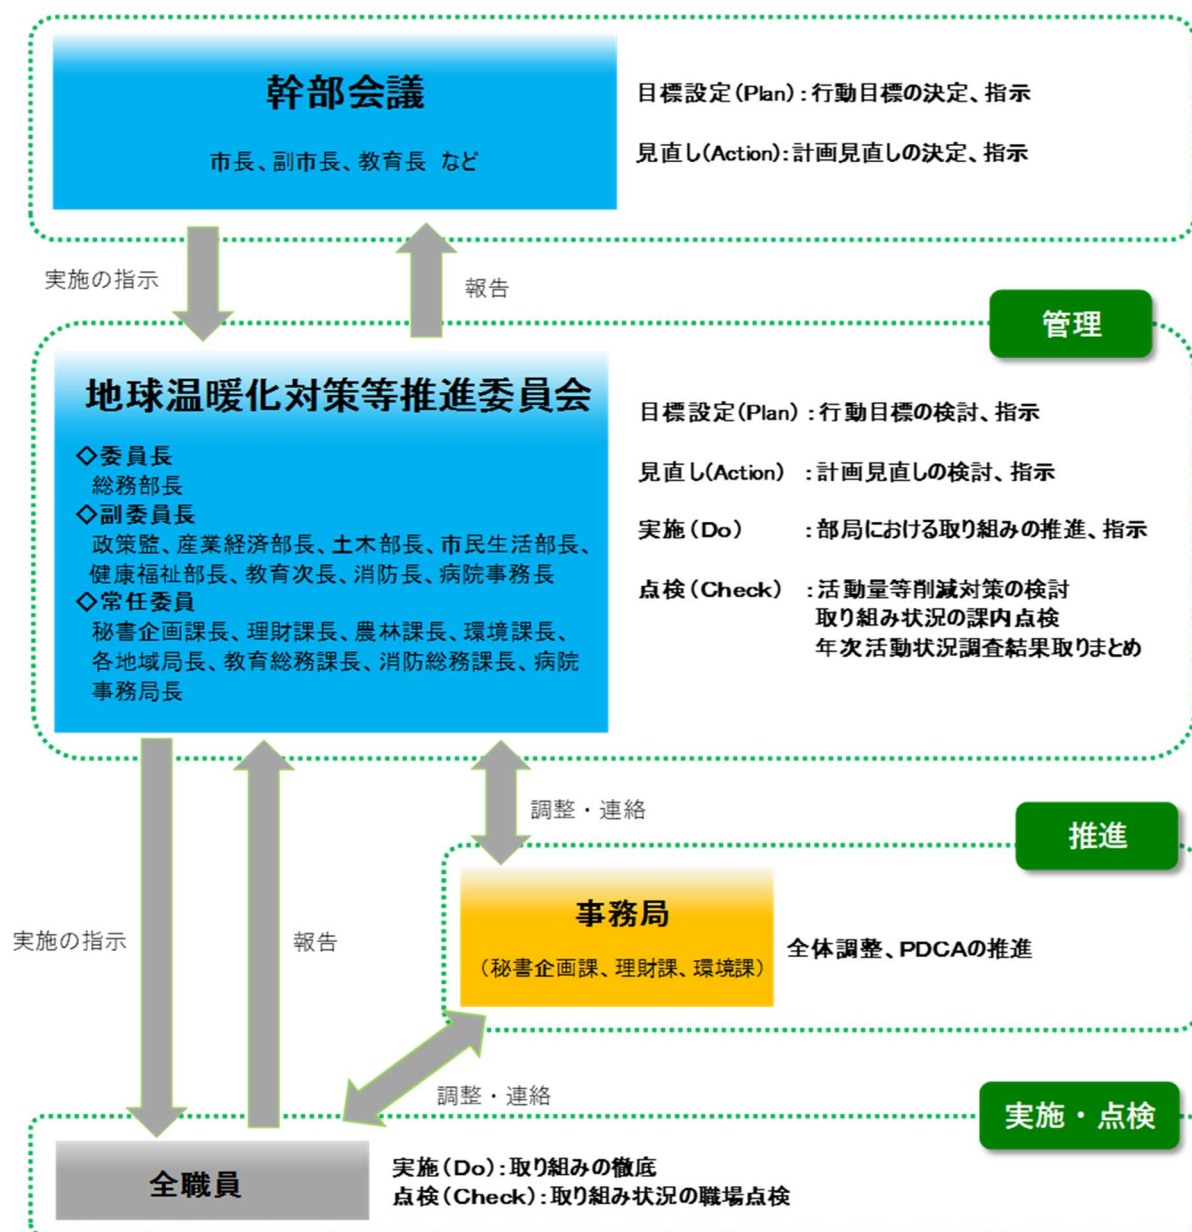 幹部会議
市長、副市長、教育長 など
目標設定(Plan):行動目標の決定、指示
見直し(Action):計画見直しの決定、指示
実施の指示
報告
管理
地球温暖化対策等推進委員会
◇委員長
総務部長
◇副委員長
政策監、産業経済部長、土木部長、市民生活部長、
健康福祉部長、教育次長、消防長、病院事務長
◇常任委員
秘書企画課長、理財課長、農林課長、環境課長、
各地域局長、教育総務課長、消防総務課長、病院
事務局長
目標設定(Plan):行動目標の検討、指示
見直し(Action) :計画見直しの検討、指示
実施(Do) :部局における取り組みの推進、指示
点検(Check) :活動量等削減対策の検討
取り組み状況の課内点検
年次活動状況調査結果取りまとめ
調整・連絡
推進
事務局
(秘書企画課、理財課、環境課)
全体調整、PDCAの推進
実施の指示
報告
調整・連絡
実施・点検
全職員
実施(Do):取り組みの徹底
点検(Check):取り組み状況の職場点検